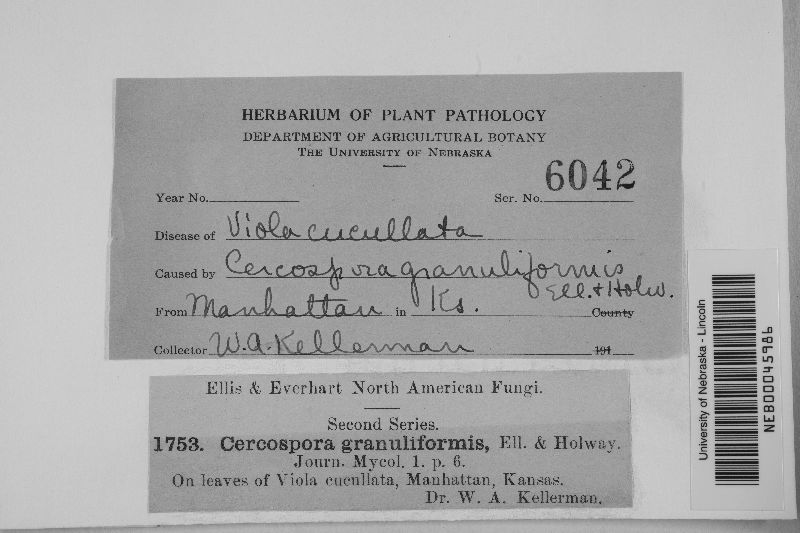 HERBARIUM OF PLANT PATHOLOGY
DEPARTMENT OF AGRICULTURAL BOTANY
THE UNIVERSITY OF NEBRASKA
6042
Year No. Ser. No.
Disease of Viola cucullata
Caused by Cercospora granuliformis
Ell. & Holw.
From Manhattan in Ks. County
Collector W.A. Kellerman 191
Ellis & Everhart North American Fungi.
Second Series.
1753. Cercospora granuliformis, Ell. & Holway.
Journ. Mycol. 1. p. 6.
On leaves of Viola cucullata, Manhattan, Kansas.
Dr. W. A. Kellerman.
University of Nebraska - Lincoln
NEB00045986